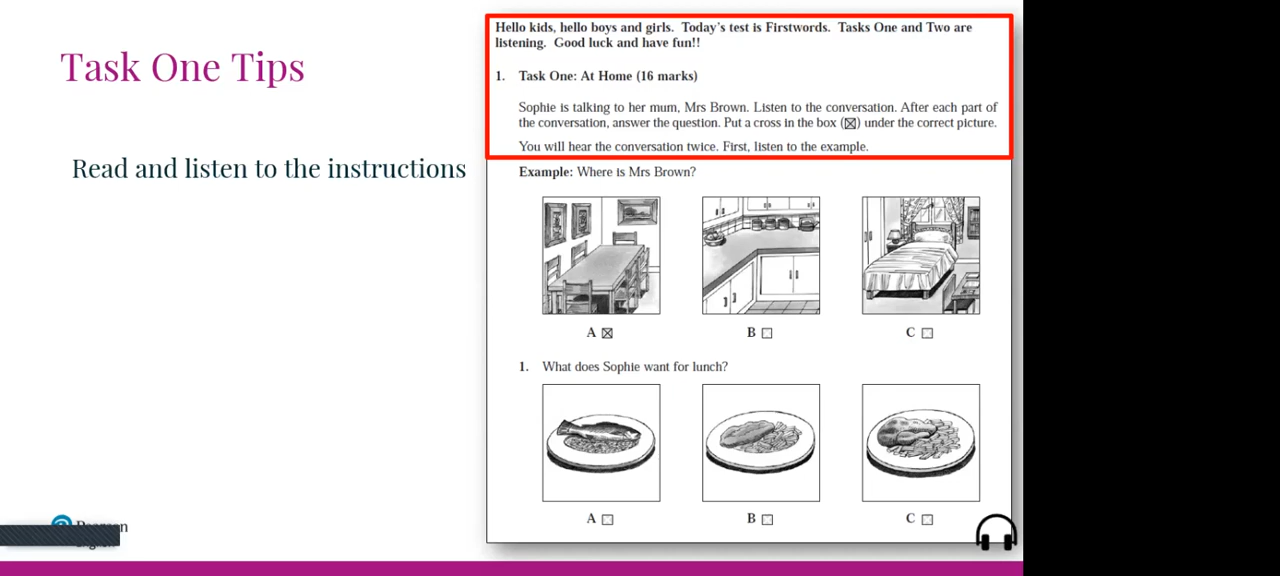 Task One Tips
Read and listen to the instructions
Hello kids, hello boys and girls. Today's test is Firstwords. Tasks One and Two are
listening. Good luck and have fun!!
1. Task One: At Home (16 marks)
Sophie is talking to her mum, Mrs Brown. Listen to the conversation. After each part of
the conversation, answer the question. Put a cross in the box (☒) under the correct picture.
You will hear the conversation twice. First, listen to the example.
Example: Where is Mrs Brown?
A ☒ B ☐ C ☐
1. What does Sophie want for lunch?
A ☐ B ☐ C ☐